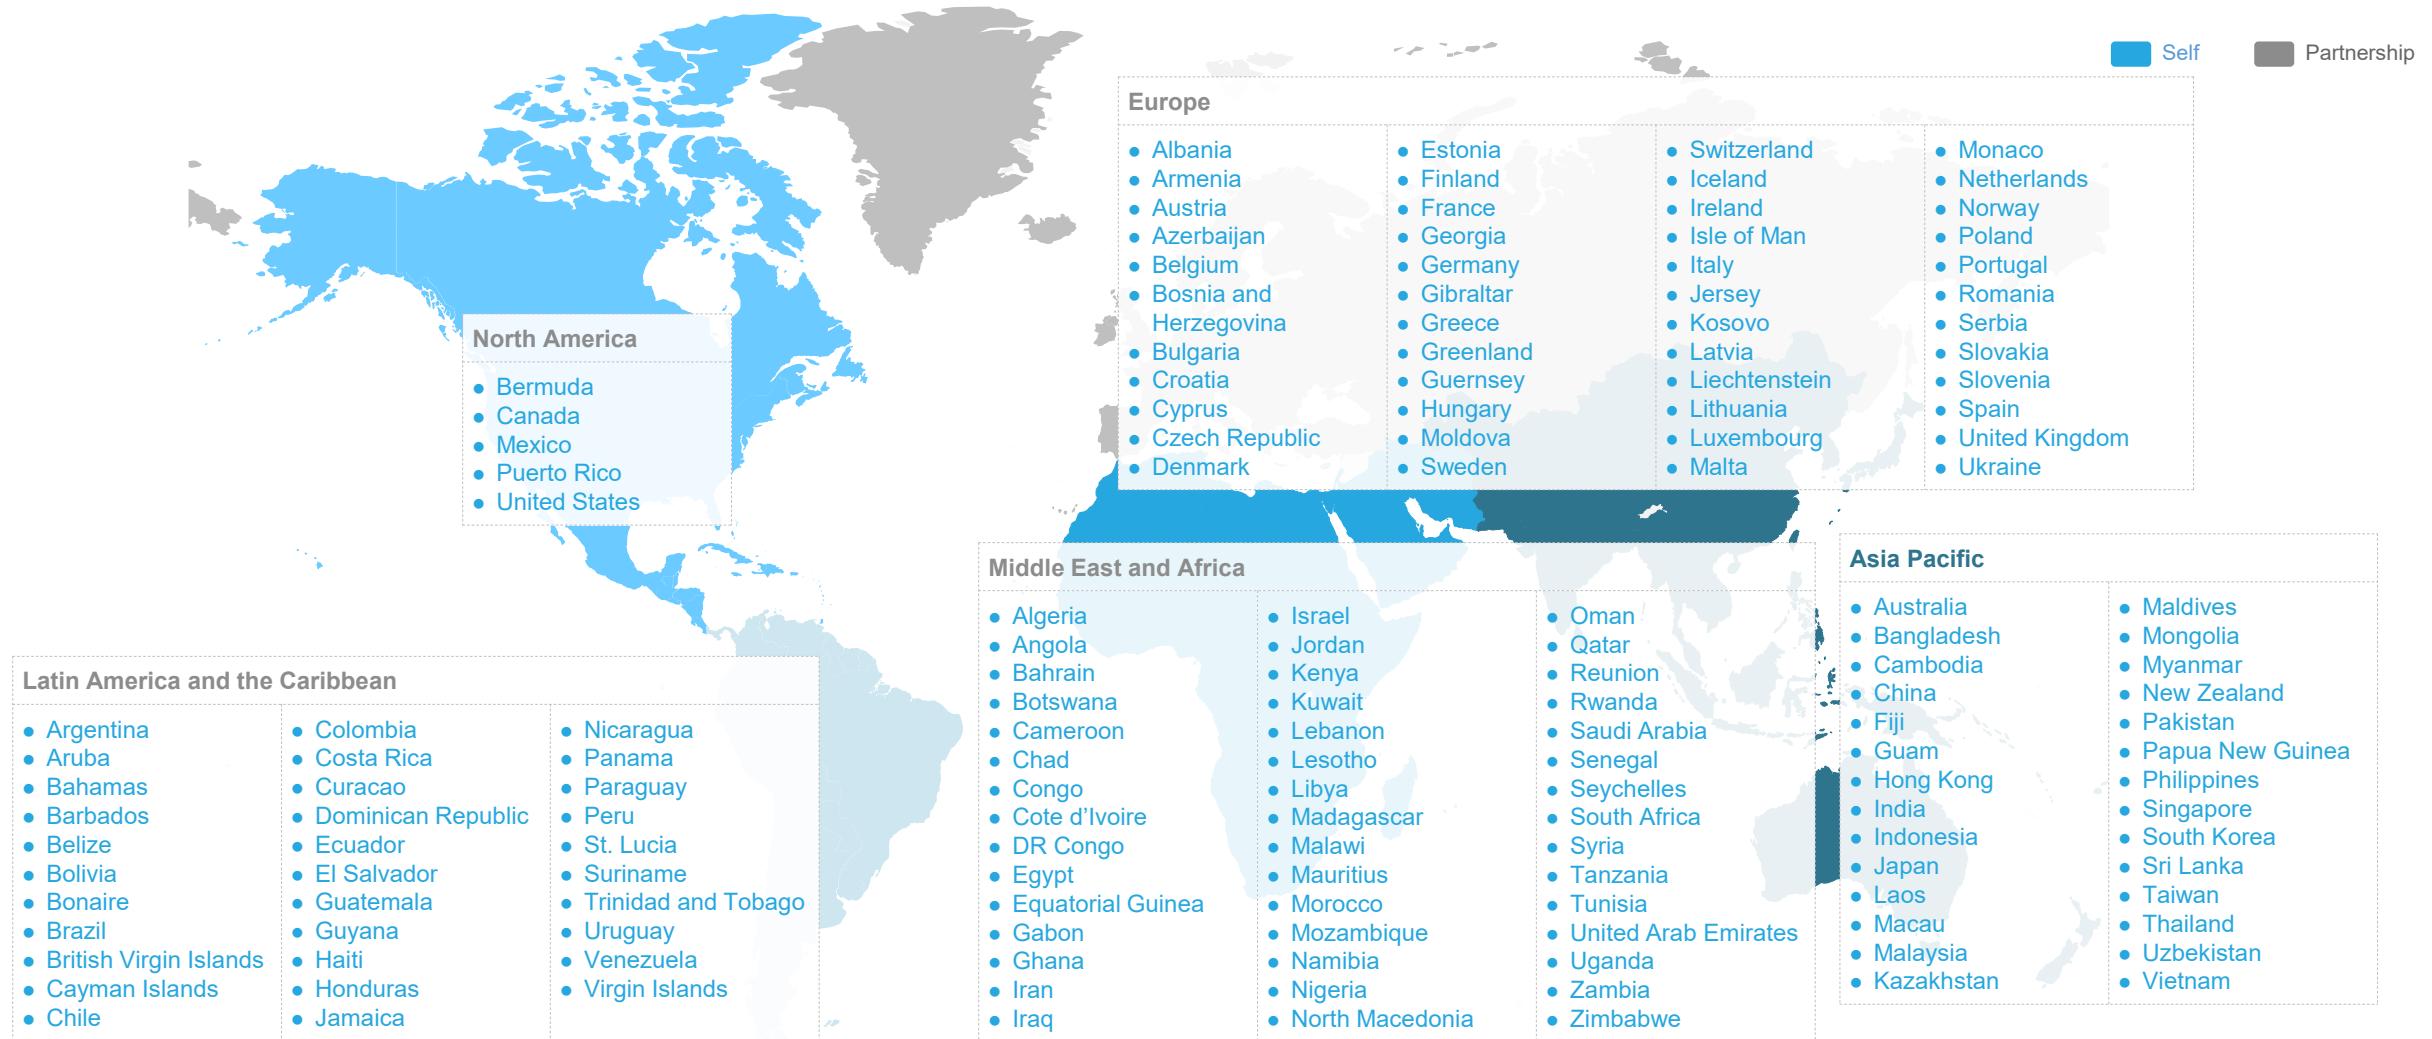 Self
Partnership
Europe
Albania
Armenia
Austria
Azerbaijan
Belgium
Bosnia and
Herzegovina
Bulgaria
Croatia
Cyprus
Czech Republic
Denmark
Estonia
Finland
France
Georgia
Germany
Gibraltar
Greece
Greenland
Guernsey
Hungary
Moldova
Sweden
Switzerland
Iceland
Ireland
Isle of Man
Italy
Jersey
Kosovo
Latvia
Liechtenstein
Lithuania
Luxembourg
Malta
Monaco
Netherlands
Norway
Poland
Portugal
Romania
Serbia
Slovakia
Slovenia
Spain
United Kingdom
Ukraine
North America
Bermuda
Canada
Mexico
Puerto Rico
United States
Middle East and Africa
Algeria
Angola
Bahrain
Botswana
Cameroon
Chad
Congo
Cote d’Ivoire
DR Congo
Egypt
Equatorial Guinea
Gabon
Ghana
Iran
Iraq
Israel
Jordan
Kenya
Kuwait
Lebanon
Lesotho
Libya
Madagascar
Malawi
Mauritius
Morocco
Mozambique
Namibia
Nigeria
North Macedonia
Oman
Qatar
Reunion
Rwanda
Saudi Arabia
Senegal
Seychelles
South Africa
Syria
Tanzania
Tunisia
United Arab Emirates
Uganda
Zambia
Zimbabwe
Asia Pacific
Australia
Bangladesh
Cambodia
China
Fiji
Guam
Hong Kong
India
Indonesia
Japan
Laos
Macau
Malaysia
Kazakhstan
Maldives
Mongolia
Myanmar
New Zealand
Pakistan
Papua New Guinea
Philippines
Singapore
South Korea
Sri Lanka
Taiwan
Thailand
Uzbekistan
Vietnam
Latin America and the Caribbean
Argentina
Aruba
Bahamas
Barbados
Belize
Bolivia
Bonaire
Brazil
British Virgin Islands
Cayman Islands
Chile
Colombia
Costa Rica
Curacao
Dominican Republic
Ecuador
El Salvador
Guatemala
Guyana
Haiti
Honduras
Jamaica
Nicaragua
Panama
Paraguay
Peru
St. Lucia
Suriname
Trinidad and Tobago
Uruguay
Venezuela
Virgin Islands